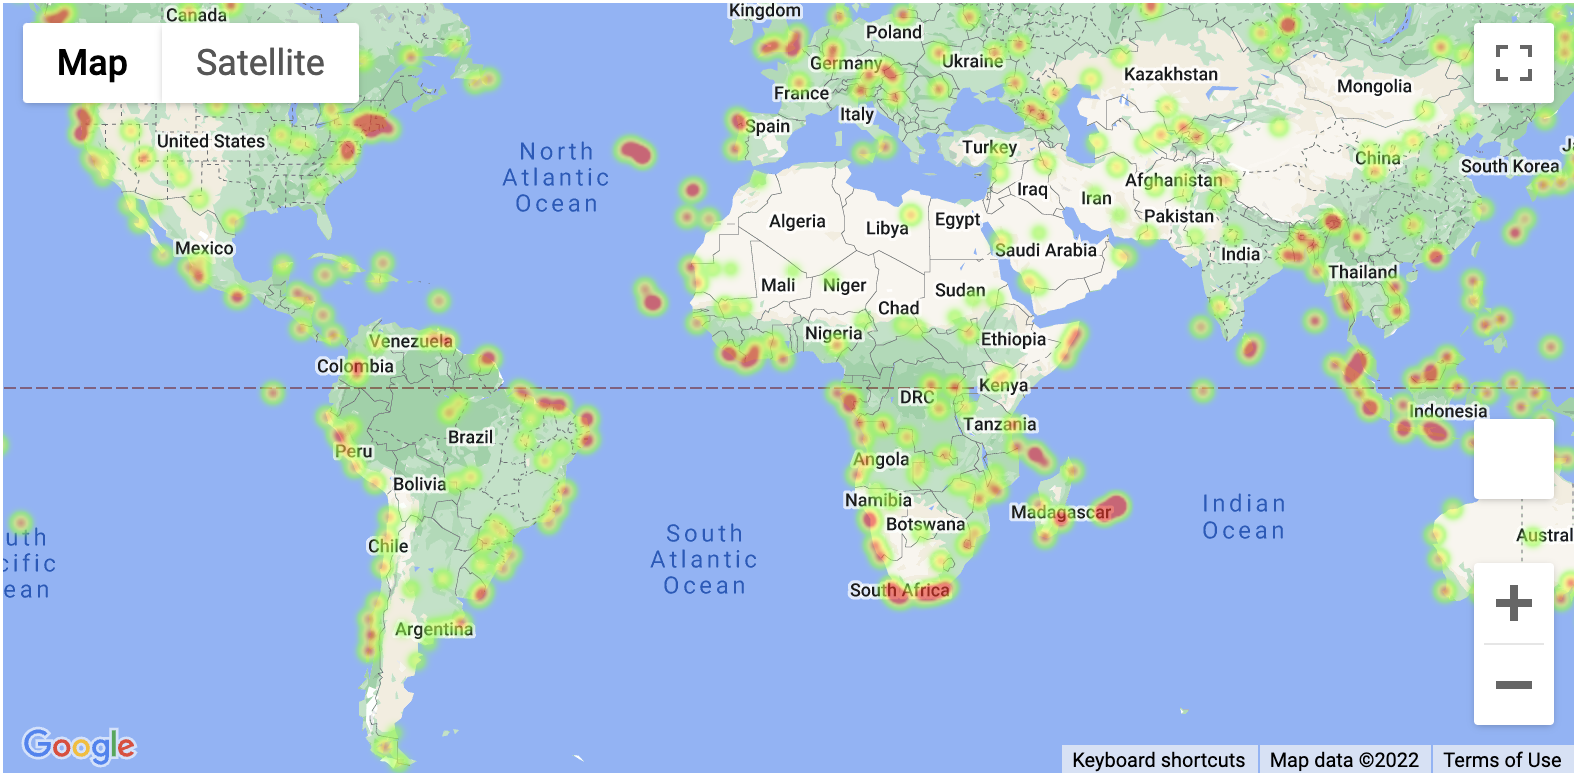 Canada
Kingdom
Poland
Map
Satellite
Germany
Ukraine
Kazakhstan
Mongolia
France
Italy
Spain
United States
Turkey
China
South Korea
North
Atlantic
Ocean
Iraq
Iran
Afghanistan
Pakistan
Algeria
Libya
Egypt
Saudi Arabia
India
Mexico
Mali
Niger
Sudan
Chad
Thailand
Nigeria
Ethiopia
Venezuela
Colombia
DRC
Kenya
Indonesia
Tanzania
Brazil
Peru
Angola
Bolivia
Namibia
Botswana
Madagascar
Indian
Ocean
uth
cific
ean
Chile
South
Atlantic
Ocean
Austral
South Africa
Argentina
Google
Keyboard shortcuts
Map data ©2022
Terms of Use